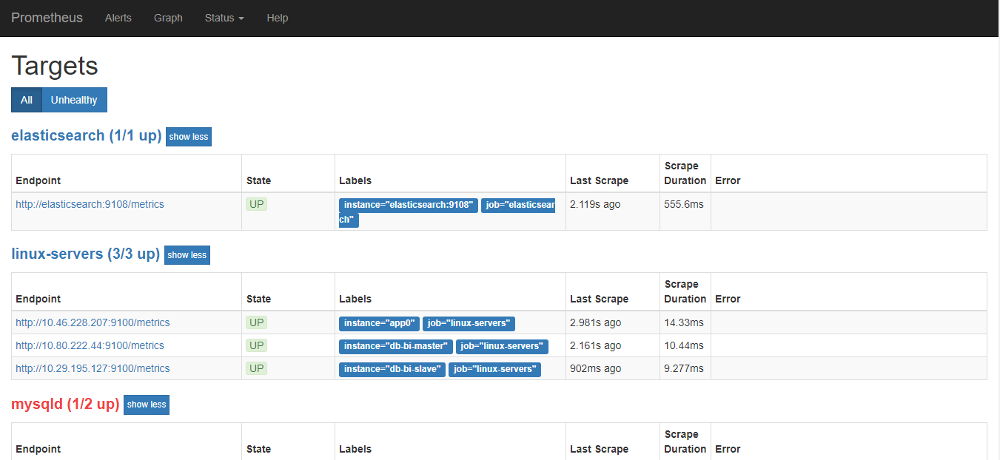 Prometheus Alerts Graph Status Help
Targets
All Unhealthy
elasticsearch (1/1 up) show less
Endpoint State Labels Last Scrape Scrape Duration Error
http://elasticsearch:9108/metrics UP instance="elasticsearch:9108" job="elasticsear 2.119s ago 555.6ms
ch"
linux-servers (3/3 up) show less
Endpoint State Labels Last Scrape Scrape Duration Error
http://10.46.228.207:9100/metrics UP instance="app0" job="linux-servers" 2.981s ago 14.33ms
http://10.80.222.44:9100/metrics UP instance="db-bi-master" job="linux-servers" 2.161s ago 10.44ms
http://10.29.195.127:9100/metrics UP instance="db-bi-slave" job="linux-servers" 902ms ago 9.277ms
mysqld (1/2 up) show less
Endpoint State Labels Last Scrape Scrape Duration Error